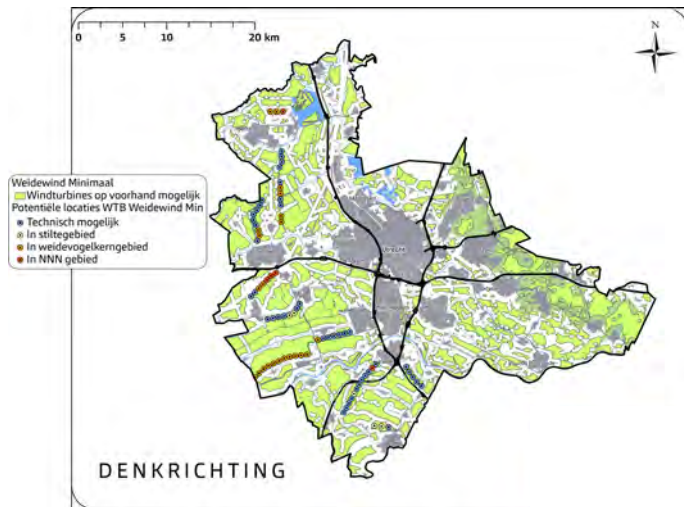 0 5 10 20 km
N
Weidewind Minimaal
Windturbines op voorhand mogelijk
Potentiële locaties WTB Weidewind Min
Technisch mogelijk
In stiltegebied
In weidevogelkerngebied
In NNN gebied
Utrecht
DENKRICHTING